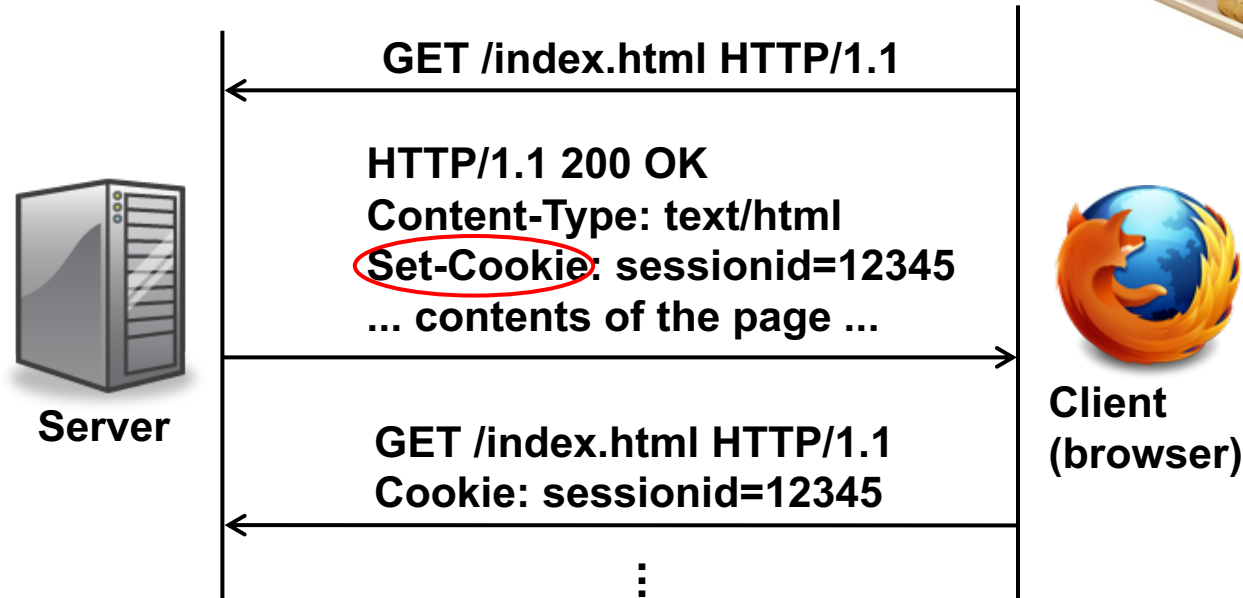 GET /index.html HTTP/1.1
HTTP/1.1 200 OK
Content-Type: text/html
Set-Cookie: sessionid=12345
... contents of the page ...
Server
Client
(browser)
GET /index.html HTTP/1.1
Cookie: sessionid=12345
...